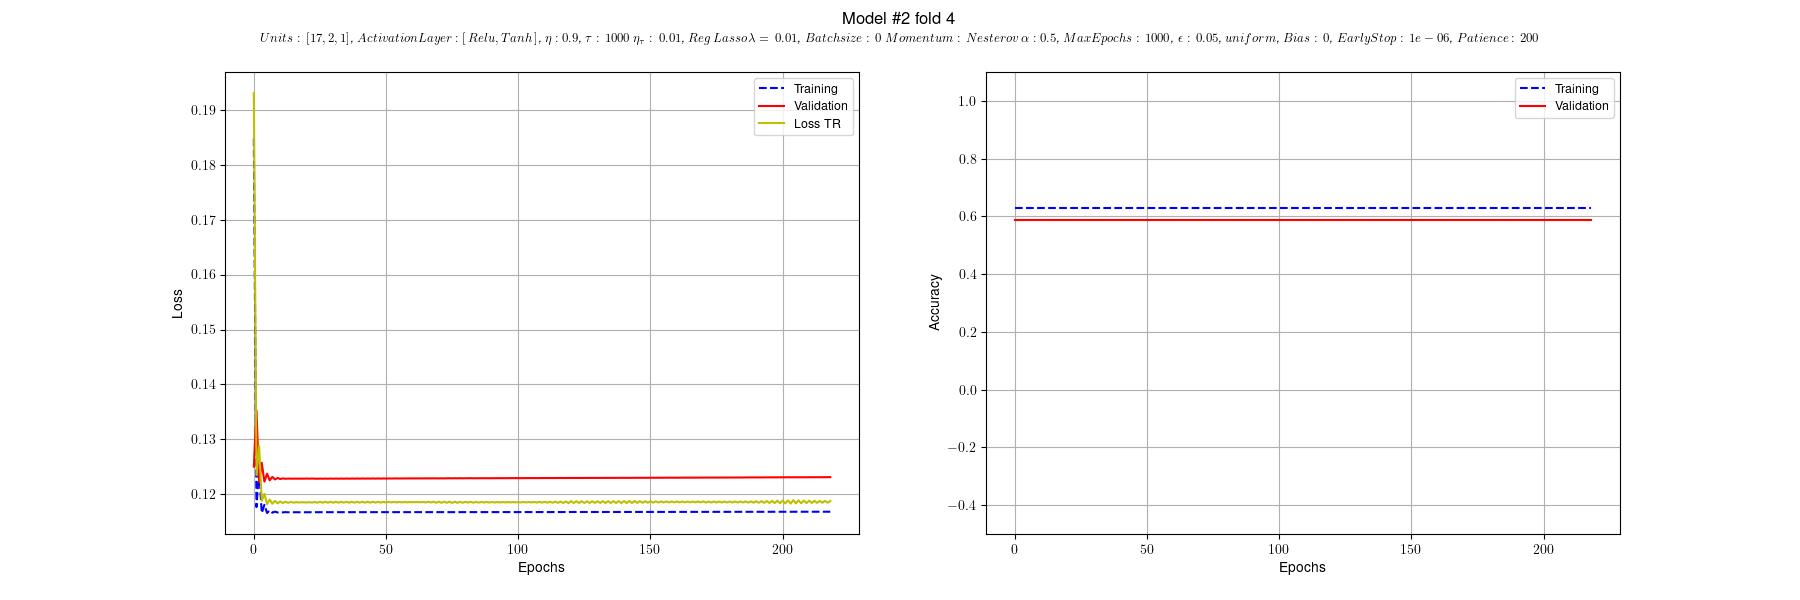 Model #2 fold 4
Units : [17, 2, 1], ActivationLayer : [ Relu, Tanh ], η : 0.9, τ : 1000 η_τ : 0.01, Reg Lasso λ = 0.01, Batchsize : 0 Momentum : Nesterov α : 0.5, MaxEpochs : 1000, ϵ : 0.05, uniform, Bias : 0, EarlyStop : 1e − 06, Patience : 200
Training
Validation
Loss TR
0.19
0.18
0.17
0.16
0.15
0.14
0.13
0.12
Loss
0 50 100 150 200
Epochs
Training
Validation
1.0
0.8
0.6
0.4
0.2
0.0
−0.2
−0.4
Accuracy
0 50 100 150 200
Epochs